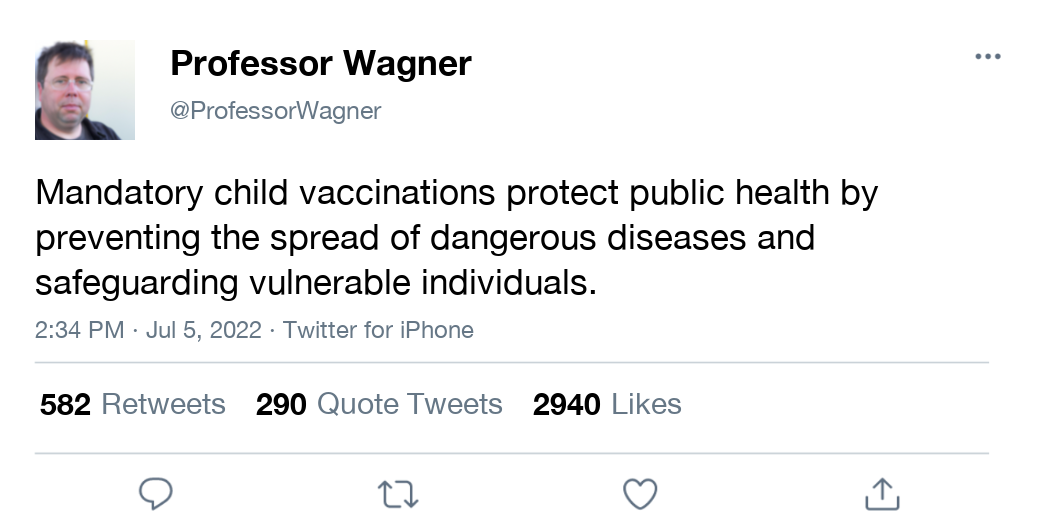 Professor Wagner
@ProfessorWagner
Mandatory child vaccinations protect public health by
preventing the spread of dangerous diseases and
safeguarding vulnerable individuals.
2:34 PM · Jul 5, 2022 · Twitter for iPhone
582 Retweets 290 Quote Tweets 2940 Likes